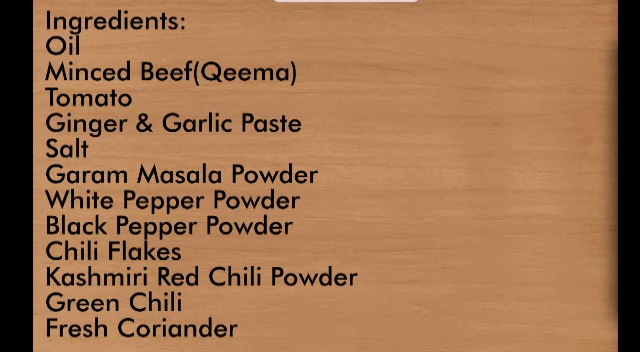 Ingredients:
Oil
Minced Beef(Qeema)
Tomato
Ginger & Garlic Paste
Salt
Garam Masala Powder
White Pepper Powder
Black Pepper Powder
Chili Flakes
Kashmiri Red Chili Powder
Green Chili
Fresh Coriander